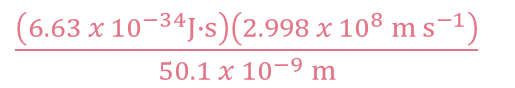 (6.63 x 10⁻³⁴J·s)(2.998 x 10⁸ m s⁻¹)
50.1 x 10⁻⁹ m